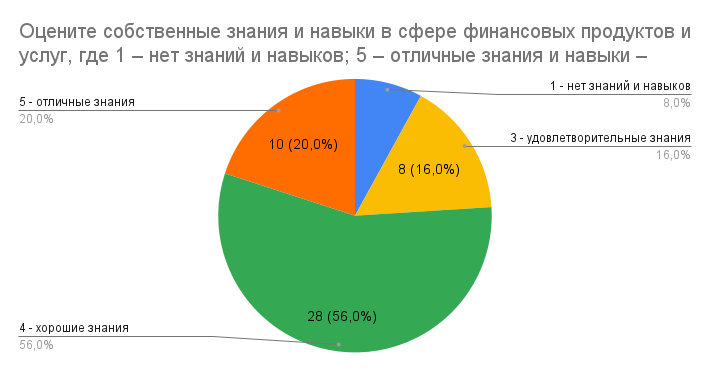 Оцените собственные знания и навыки в сфере финансовых продуктов и
услуг, где 1 – нет знаний и навыков; 5 – отличные знания и навыки –
1 - нет знаний и навыков
8,0%
5 - отличные знания
20,0%
3 - удовлетворительные знания
16,0%
10 (20,0%)
8 (16,0%)
28 (56,0%)
4 - хорошие знания
56,0%